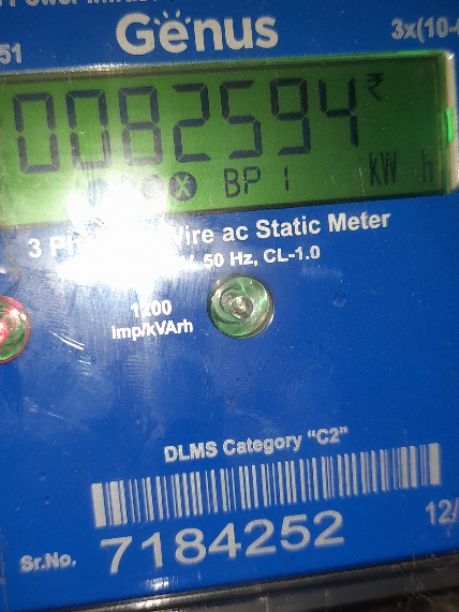 Genus
51
3x(10-
0082594 ₹
BP 1 kW h
3 Ph Wire ac Static Meter
V, 50 Hz, CL-1.0
1200
Imp/kVArh
DLMS Category "C2"
12/
Sr.No. 7184252